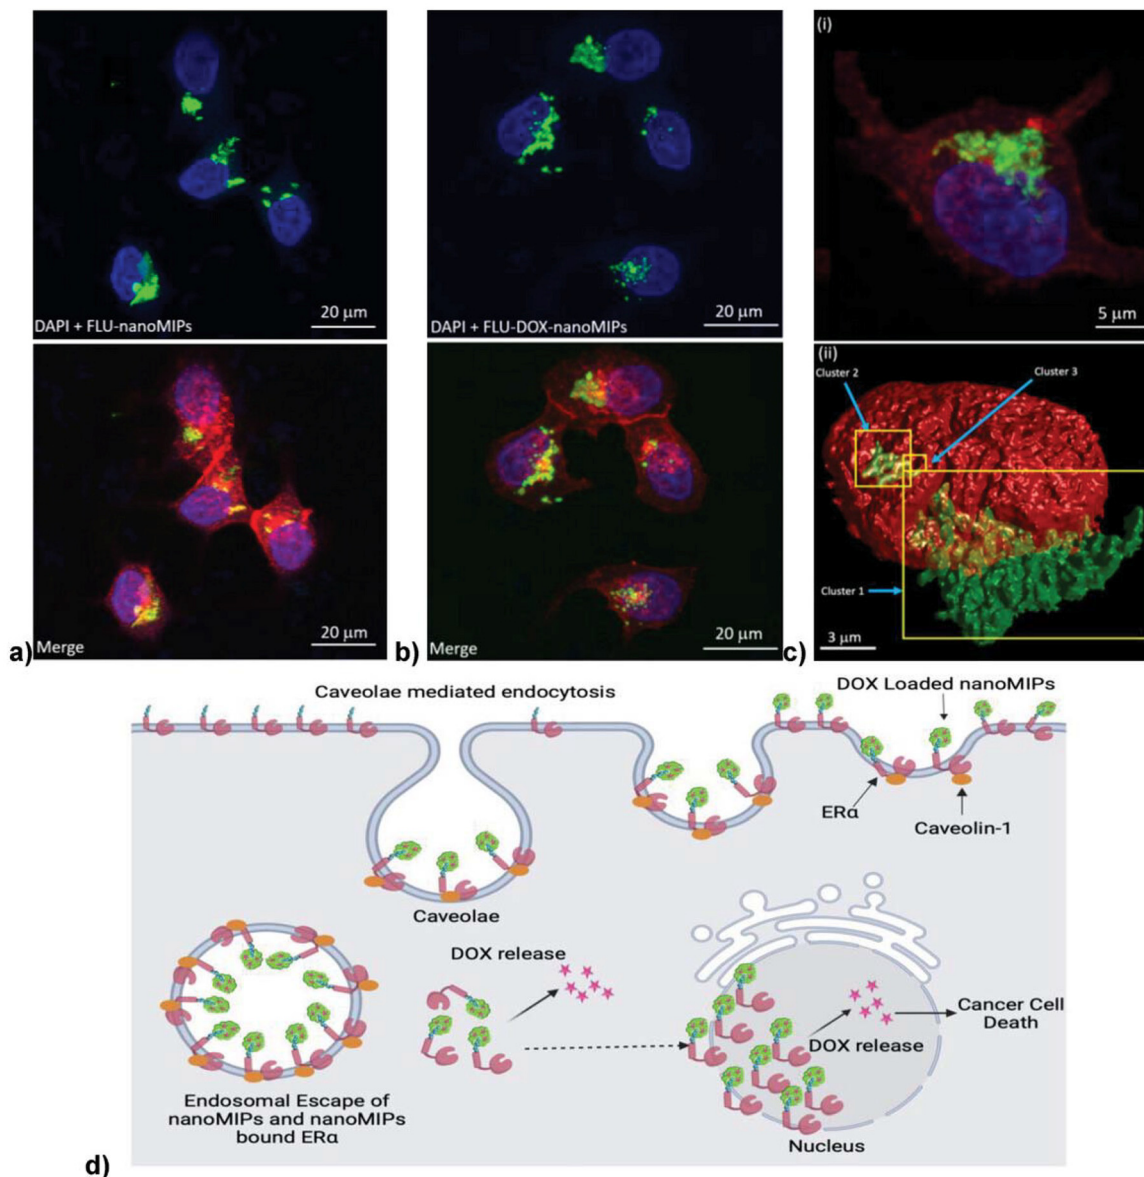 20 µm
DAPI + FLU-nanoMIPs
20 µm
Merge
a)
20 µm
DAPI + FLU-DOX-nanoMIPs
20 µm
Merge
b)
(i)
5 µm
(ii)
Cluster 2
Cluster 3
Cluster 1
3 µm
c)
Caveolae mediated endocytosis
DOX Loaded nanoMIPs
ERα
Caveolin-1
Caveolae
DOX release
Endosomal Escape of
nanoMIPs and nanoMIPs
bound ERα
DOX release
Cancer Cell
Death
Nucleus
d)